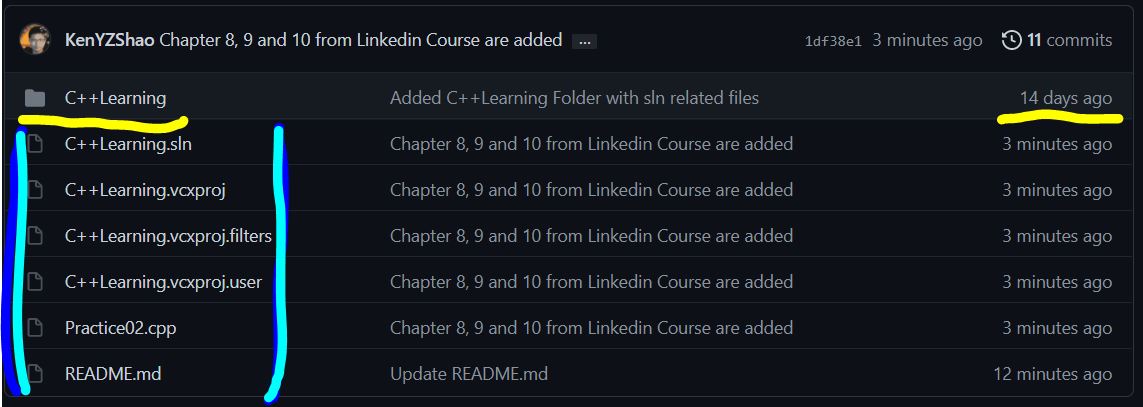 KenYZShao Chapter 8, 9 and 10 from Linkedin Course are added ... 1df38e1 3 minutes ago 11 commits
C++Learning Added C++Learning Folder with sln related files 14 days ago
C++Learning.sln Chapter 8, 9 and 10 from Linkedin Course are added 3 minutes ago
C++Learning.vcxproj Chapter 8, 9 and 10 from Linkedin Course are added 3 minutes ago
C++Learning.vcxproj.filters Chapter 8, 9 and 10 from Linkedin Course are added 3 minutes ago
C++Learning.vcxproj.user Chapter 8, 9 and 10 from Linkedin Course are added 3 minutes ago
Practice02.cpp Chapter 8, 9 and 10 from Linkedin Course are added 3 minutes ago
README.md Update README.md 12 minutes ago